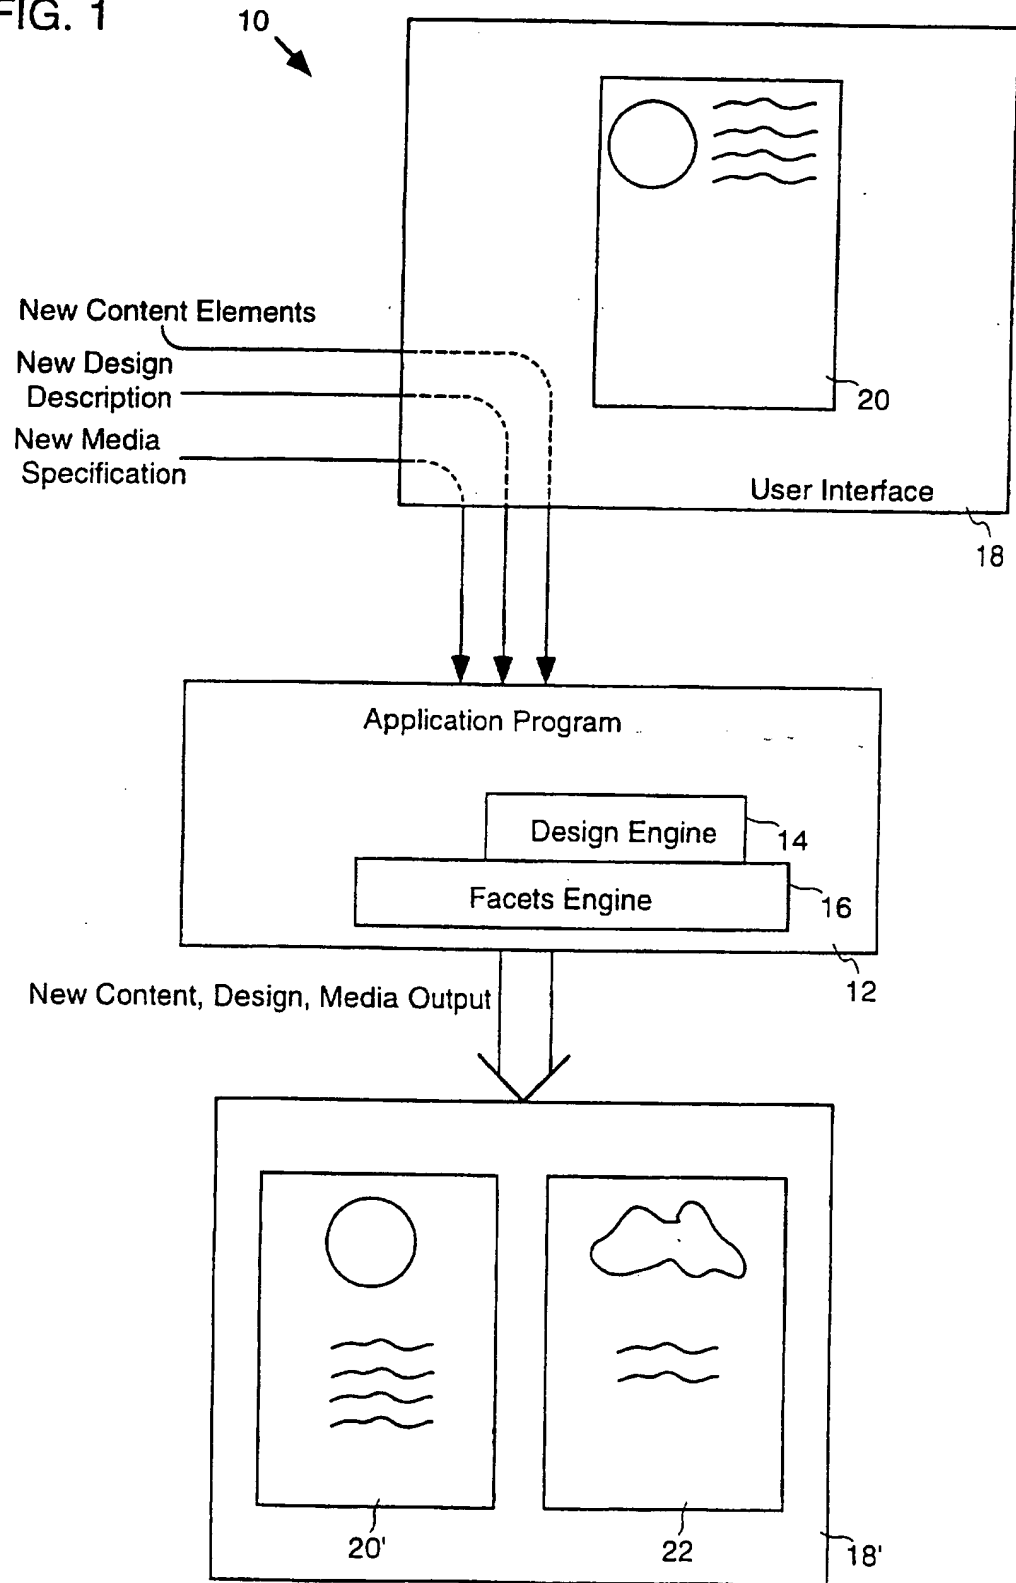 FIG. 1
10
New Content Elements
New Design
Description
New Media
Specification
20
User Interface
18
Application Program
Design Engine
14
Facets Engine
16
12
New Content, Design, Media Output
20'
22
18'